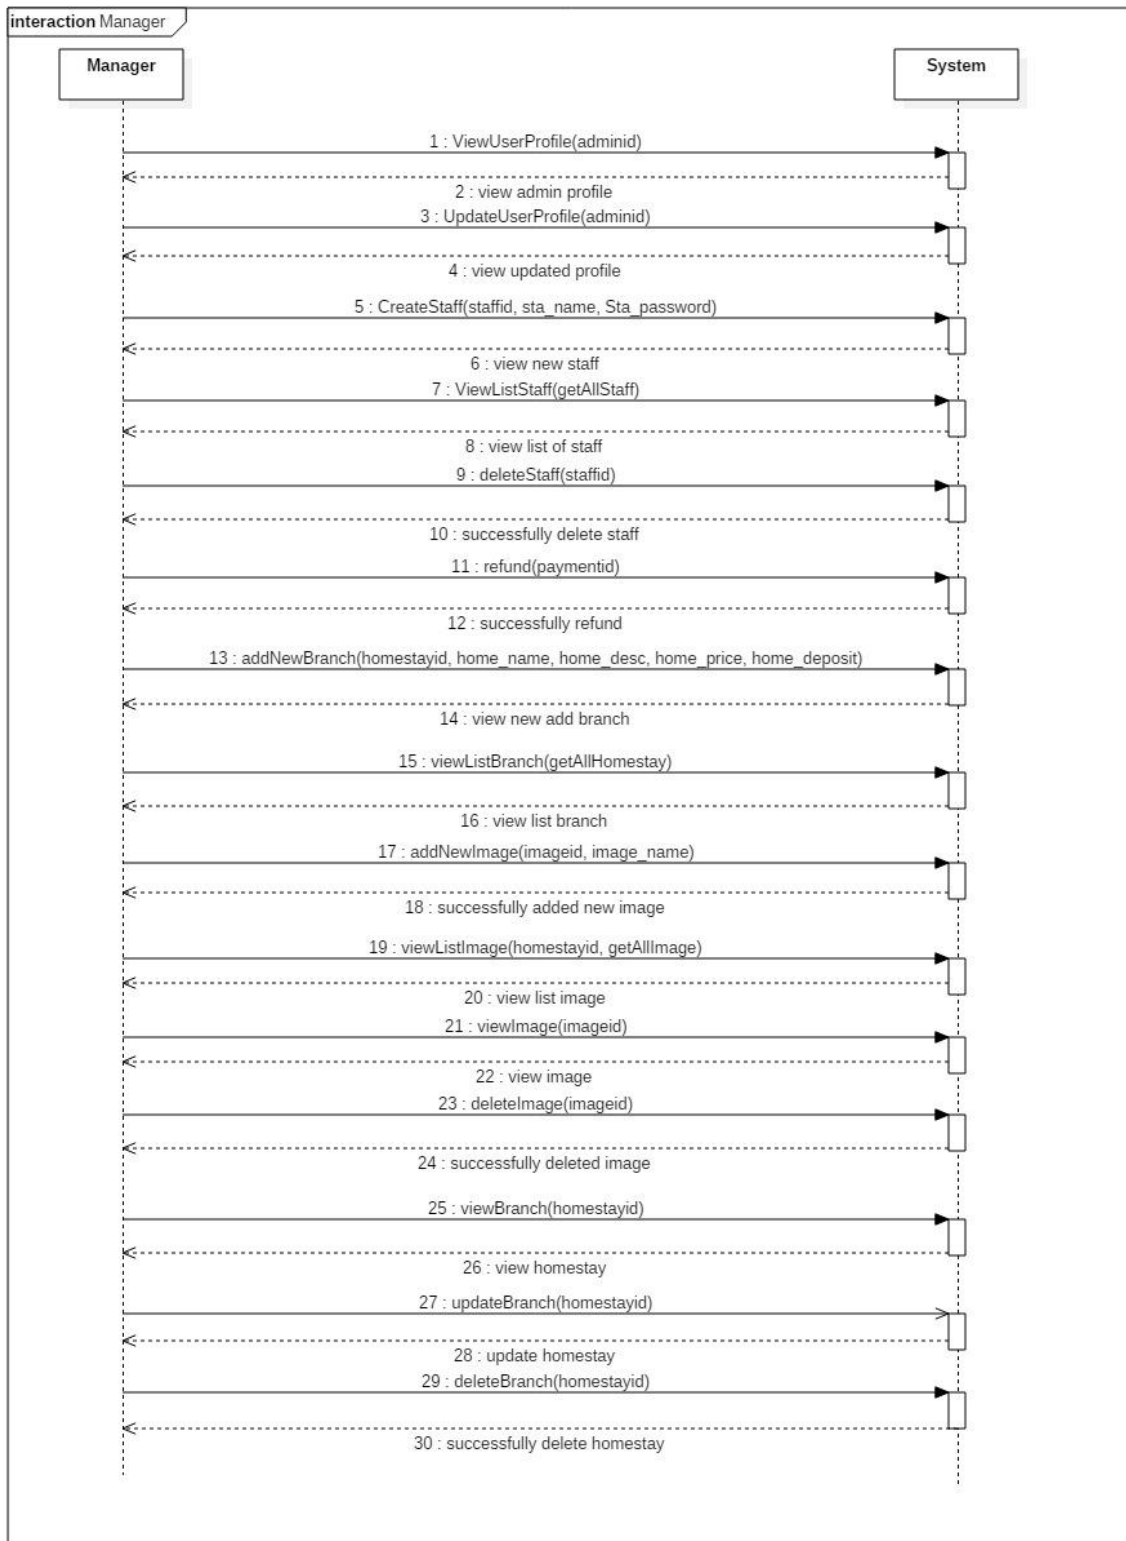 interaction Manager
Manager
System
1 : ViewUserProfile(adminid)
2 : view admin profile
3 : UpdateUserProfile(adminid)
4 : view updated profile
5 : CreateStaff(staffid, sta_name, Sta_password)
6 : view new staff
7 : ViewListStaff(getAllStaff)
8 : view list of staff
9 : deleteStaff(staffid)
10 : successfully delete staff
11 : refund(paymentid)
12 : successfully refund
13 : addNewBranch(homestayid, home_name, home_desc, home_price, home_deposit)
14 : view new add branch
15 : viewListBranch(getAllHomestay)
16 : view list branch
17 : addNewImage(imageid, image_name)
18 : successfully added new image
19 : viewListImage(homestayid, getAllImage)
20 : view list image
21 : viewImage(imageid)
22 : view image
23 : deleteImage(imageid)
24 : successfully deleted image
25 : viewBranch(homestayid)
26 : view homestay
27 : updateBranch(homestayid)
28 : update homestay
29 : deleteBranch(homestayid)
30 : successfully delete homestay